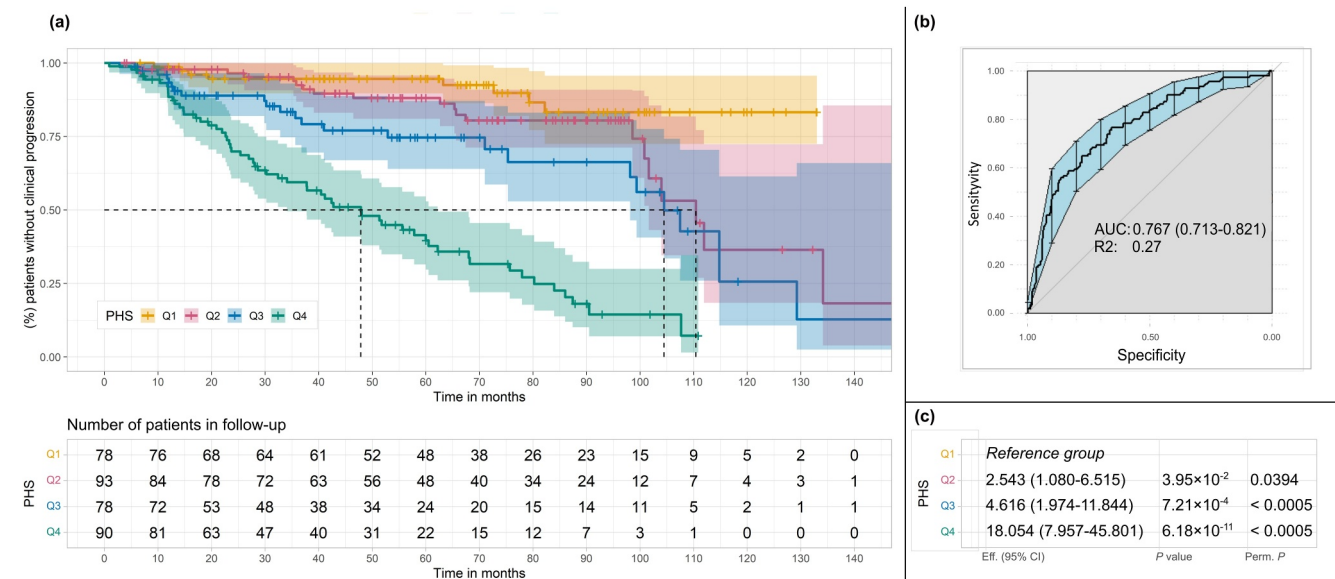 (a)
(%) patients without clinical progression
1.00
0.75
0.50
0.25
0.00
PHS Q1 Q2 Q3 Q4
0 10 20 30 40 50 60 70 80 90 100 110 120 130 140
Time in months
Number of patients in follow-up
PHS
Q1 78 76 68 64 61 52 48 38 26 23 15 9 5 2 0
Q2 93 84 78 72 63 56 48 40 34 24 12 7 4 3 1
Q3 78 72 53 48 38 34 24 20 15 14 11 5 2 1 1
Q4 90 81 63 47 40 31 22 15 12 7 3 1 0 0 0
0 10 20 30 40 50 60 70 80 90 100 110 120 130 140
Time in months
(b)
Sensityvity
1.00
0.80
0.60
0.40
0.20
0.00
AUC: 0.767 (0.713-0.821)
R2: 0.27
1.00 0.50 0.00
Specificity
(c)
PHS
Q1 Reference group
Q2 2.543 (1.080-6.515) 3.95×10⁻² 0.0394
Q3 4.616 (1.974-11.844) 7.21×10⁻⁴ < 0.0005
Q4 18.054 (7.957-45.801) 6.18×10⁻¹¹ < 0.0005
Eff. (95% CI) P value Perm. P